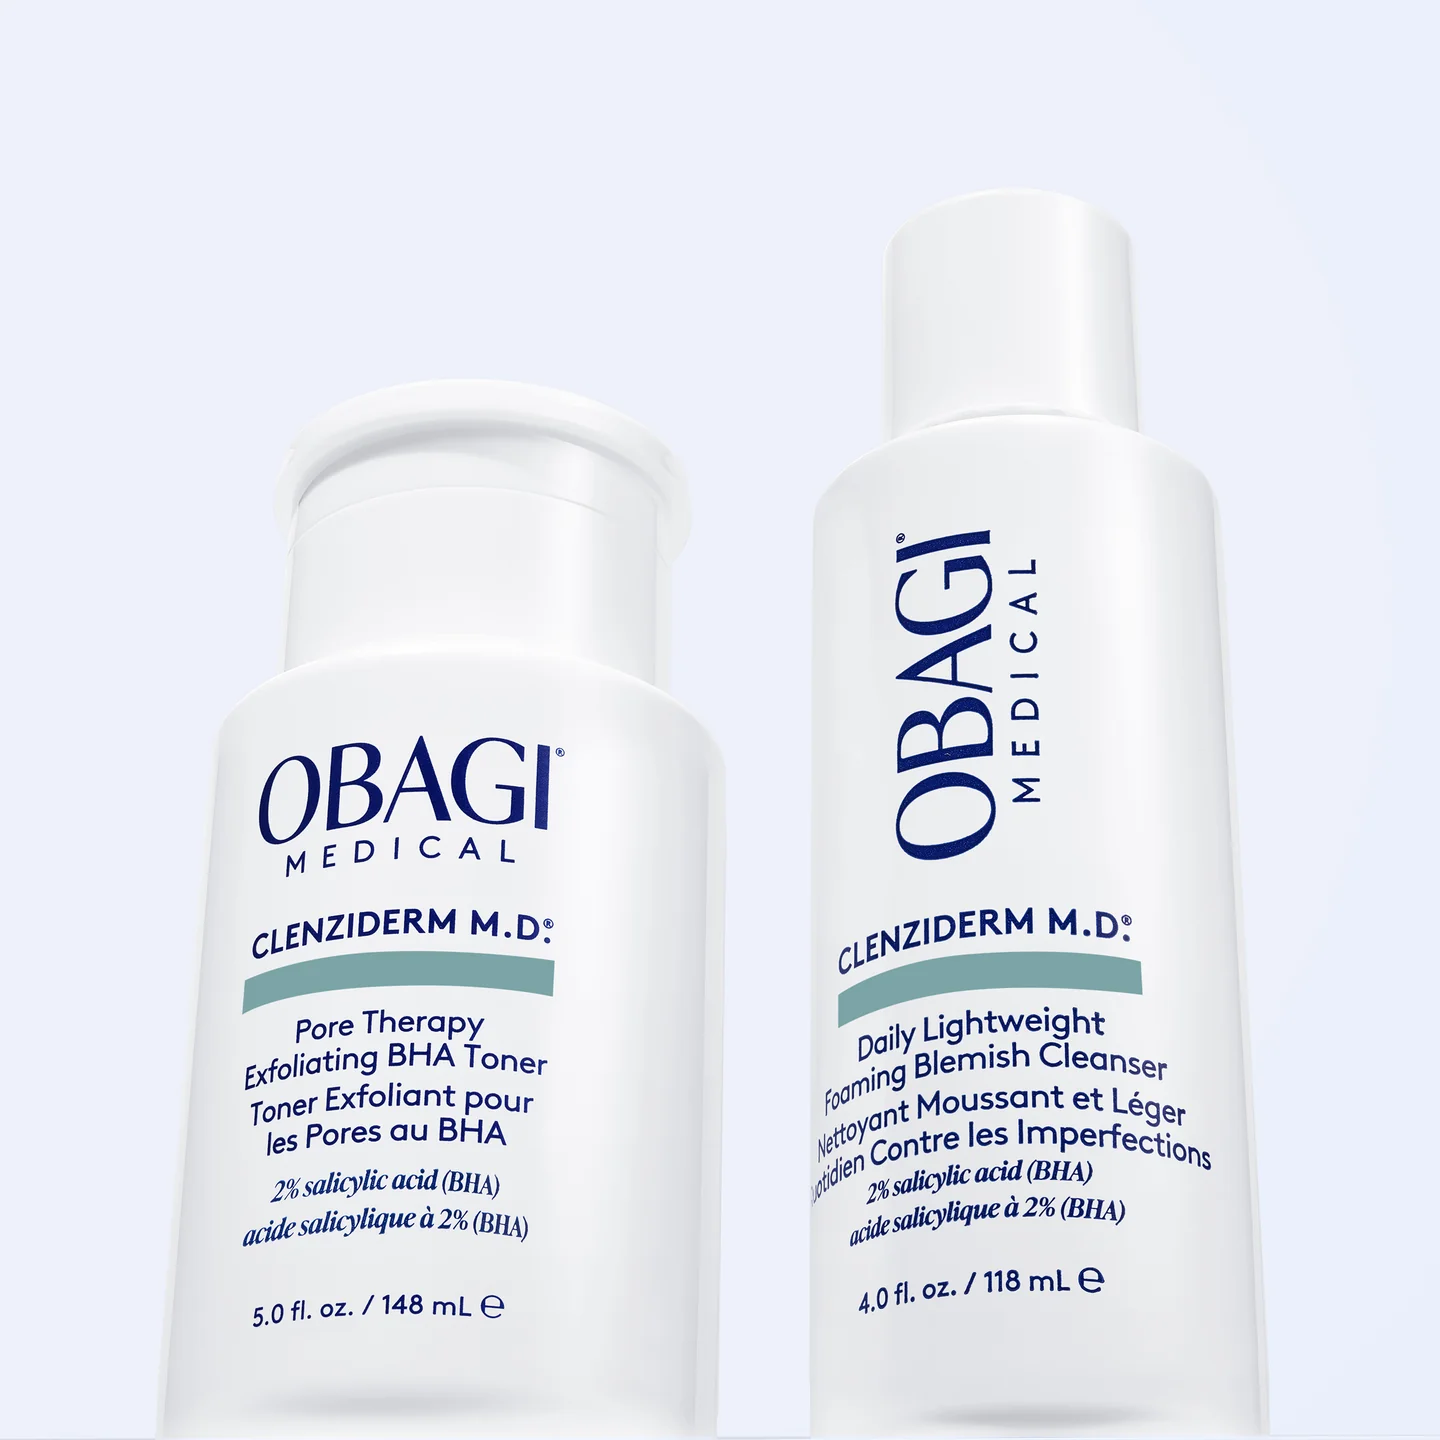 OBAGI®
MEDICAL
CLENZIDERM M.D.®
Pore Therapy
Exfoliating BHA Toner
Toner Exfoliant pour
les Pores au BHA
2% salicylic acid (BHA)
acide salicylique à 2% (BHA)
5.0 fl. oz. / 148 mL ℮
OBAGI®
MEDICAL
CLENZIDERM M.D.®
Daily Lightweight
Foaming Blemish Cleanser
Nettoyant Moussant et Léger
Contre les Imperfections
2% salicylic acid (BHA)
acide salicylique à 2% (BHA)
4.0 fl. oz. / 118 mL ℮